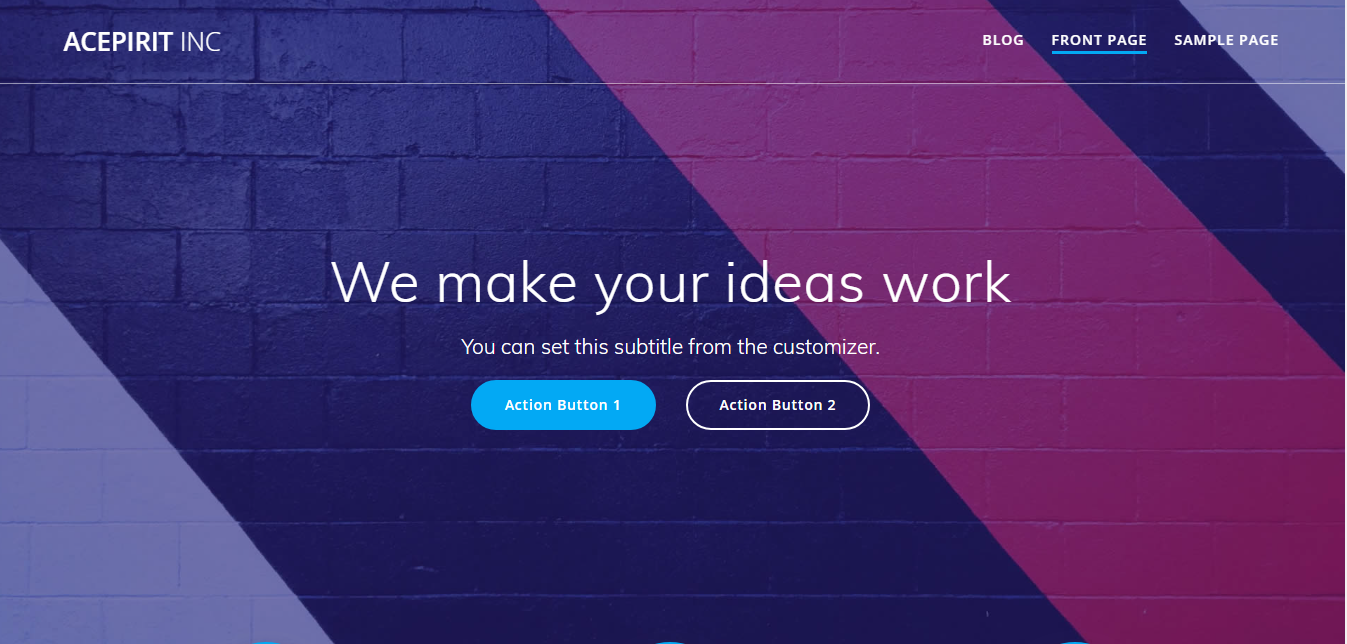 ACEPIRIT INC
BLOG FRONT PAGE SAMPLE PAGE
We make your ideas work
You can set this subtitle from the customizer.
Action Button 1 Action Button 2